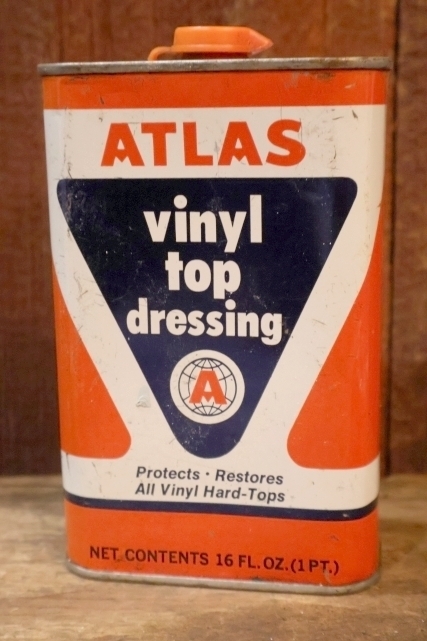 ATLAS
vinyl
top
dressing
A
Protects · Restores
All Vinyl Hard-Tops
NET CONTENTS 16 FL. OZ. (1 PT.)